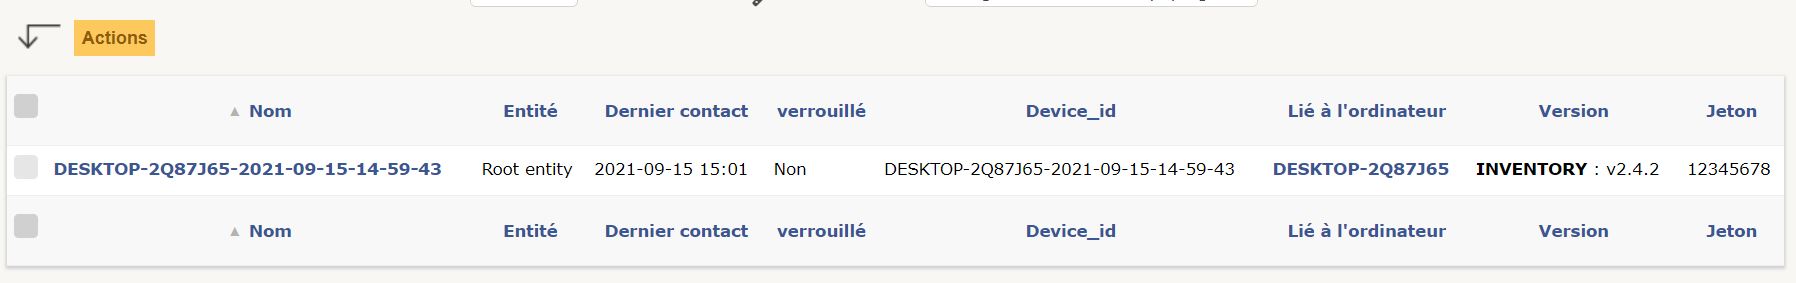 Actions
▲ Nom Entité Dernier contact verrouillé Device_id Lié à l'ordinateur Version Jeton
DESKTOP-2Q87J65-2021-09-15-14-59-43 Root entity 2021-09-15 15:01 Non DESKTOP-2Q87J65-2021-09-15-14-59-43 DESKTOP-2Q87J65 INVENTORY : v2.4.2 12345678
▲ Nom Entité Dernier contact verrouillé Device_id Lié à l'ordinateur Version Jeton